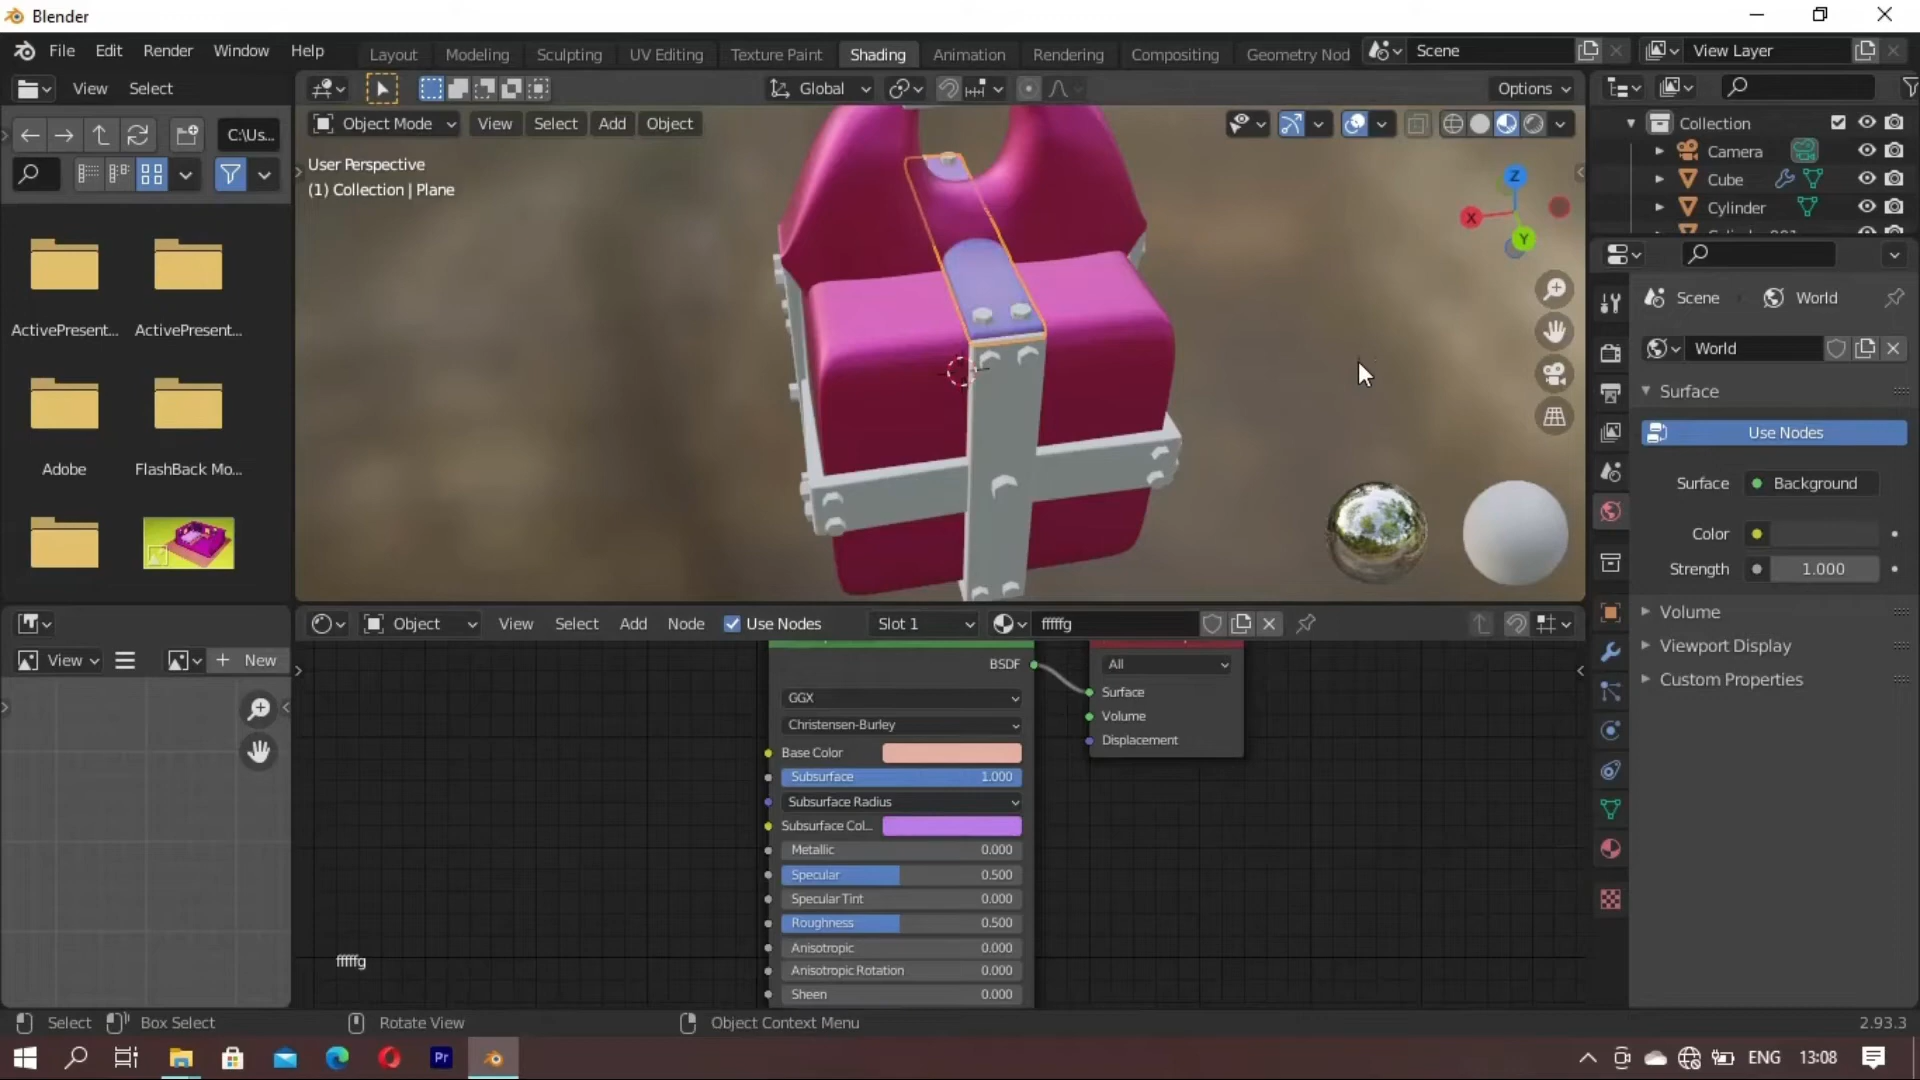 Blender
File Edit Render Window Help Layout Modeling Sculpting UV Editing Texture Paint Shading Animation Rendering Compositing Geometry Nod Scene View Layer
View Select Global Options
C:\Us... Object Mode View Select Add Object
User Perspective
(1) Collection | Plane
Z
X
Y
Collection
Camera
Cube
Cylinder
ActivePresent... ActivePresent...
Adobe FlashBack Mo...
Scene World
World
Surface
Use Nodes
Surface Background
Color
Strength 1.000
Volume
Viewport Display
Custom Properties
Object View Select Add Node Use Nodes Slot 1 fffffg
View New
BSDF
GGX
Christensen-Burley
Base Color
Subsurface 1.000
Subsurface Radius
Subsurface Col...
Metallic 0.000
Specular 0.500
Specular Tint 0.000
Roughness 0.500
Anisotropic 0.000
Anisotropic Rotation 0.000
Sheen 0.000
All
Surface
Volume
Displacement
fffffg
Select Box Select Rotate View Object Context Menu 2.93.3
Pr ENG 13:08